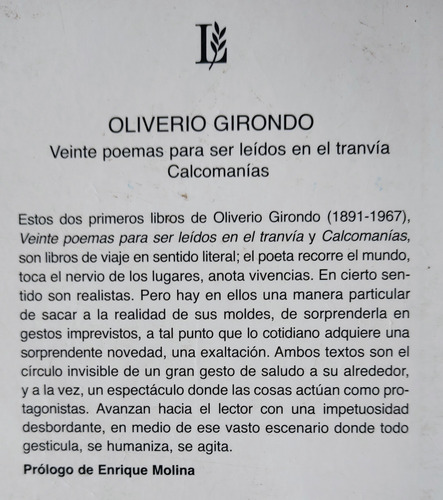 L
OLIVERIO GIRONDO
Veinte poemas para ser leídos en el tranvía
Calcomanías
Estos dos primeros libros de Oliverio Girondo (1891-1967),
Veinte poemas para ser leídos en el tranvía y Calcomanías,
son libros de viaje en sentido literal; el poeta recorre el mundo,
toca el nervio de los lugares, anota vivencias. En cierto sen-
tido son realistas. Pero hay en ellos una manera particular
de sacar a la realidad de sus moldes, de sorprenderla en
gestos imprevistos, a tal punto que lo cotidiano adquiere una
sorprendente novedad, una exaltación. Ambos textos son el
círculo invisible de un gran gesto de saludo a su alrededor,
y a la vez, un espectáculo donde las cosas actúan como pro-
tagonistas. Avanzan hacia el lector con una impetuosidad
desbordante, en medio de ese vasto escenario donde todo
gesticula, se humaniza, se agita.
Prólogo de Enrique Molina